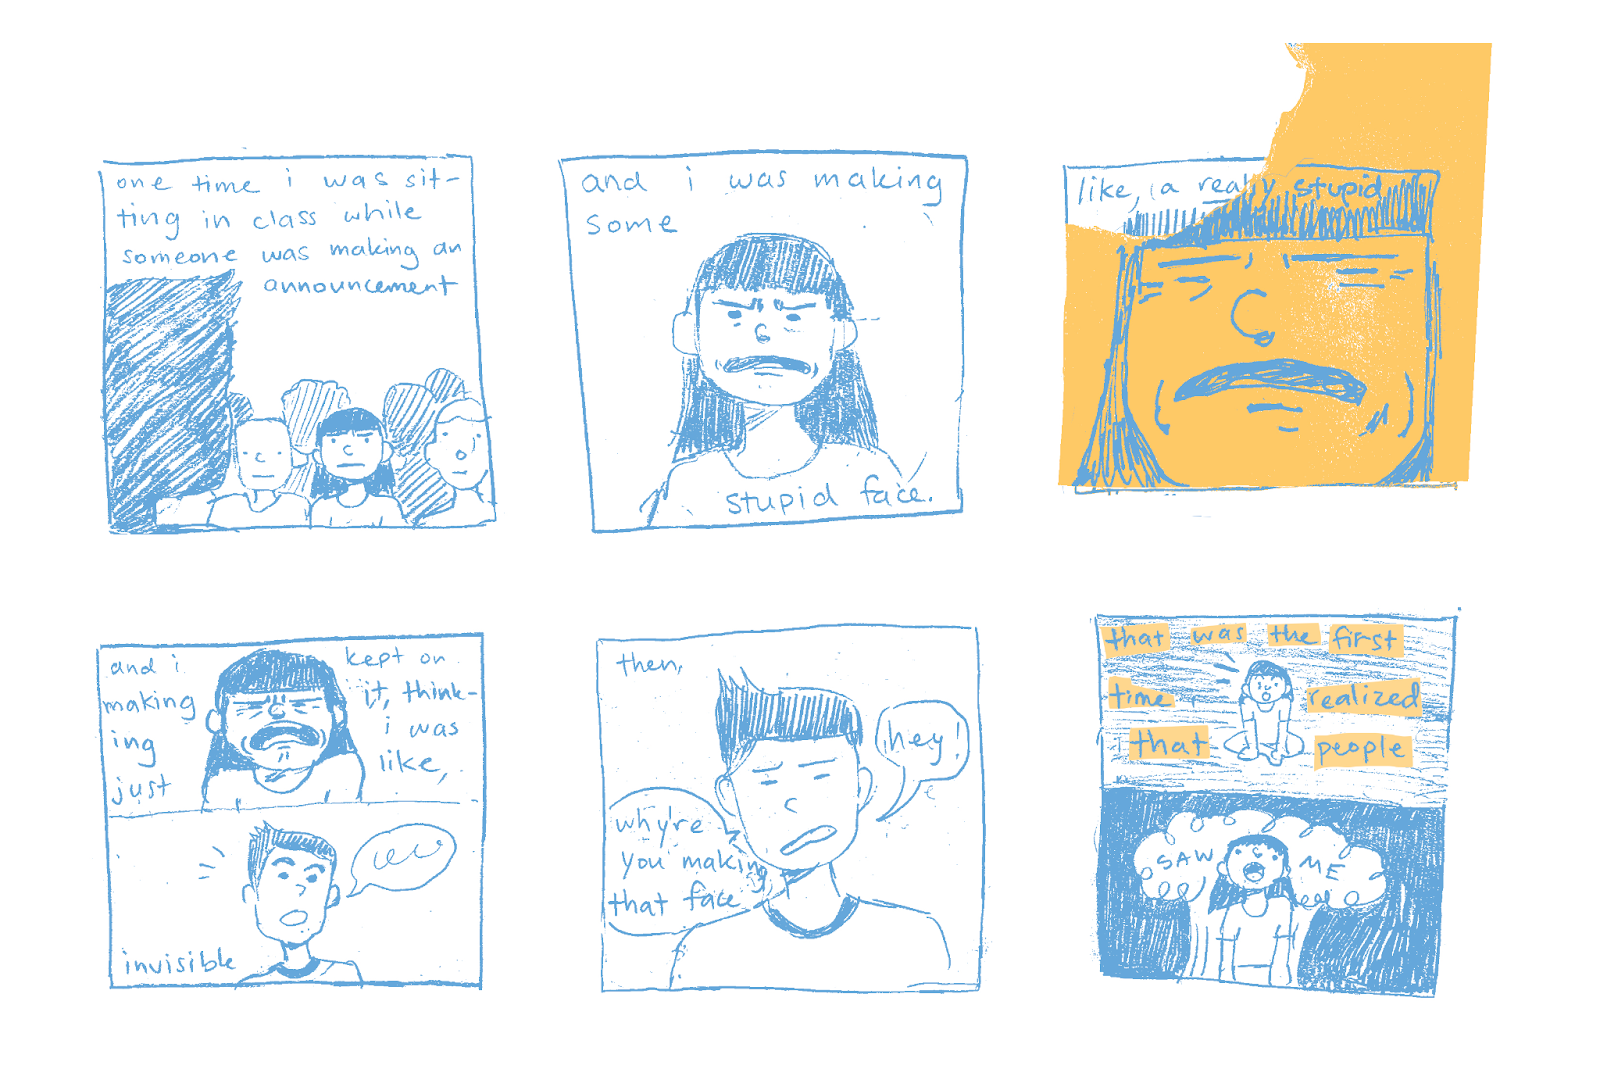 one time i was sit-
ting in class while
someone was making an
announcement
and i was making
some
stupid face.
like, a really stupid
and i
making
ing
just
kept on
it, think-
i was
like,
invisible
then,
hey!
why're
you making
that face
that was the first
time realized
that people
SAW ME